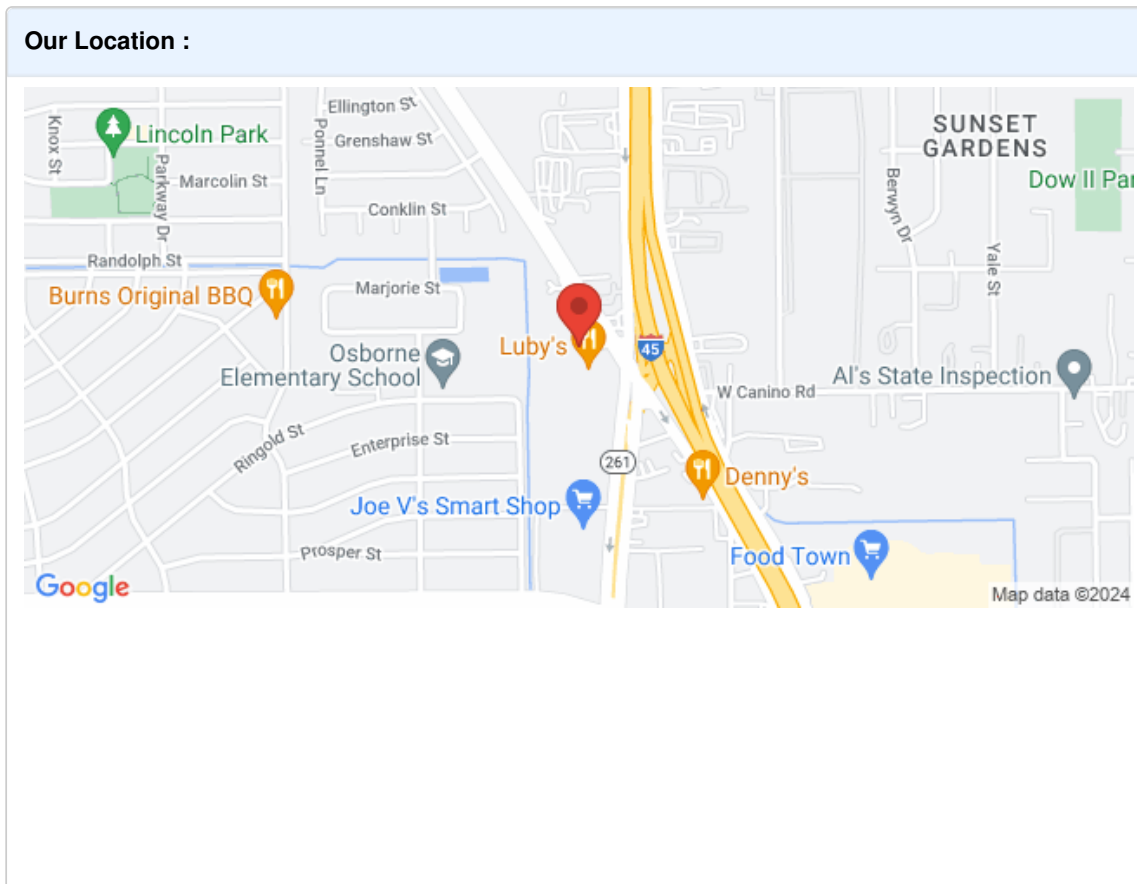 Our Location :
Ellington St
Knox St
Lincoln Park
Ponnel Ln
Grenshaw St
SUNSET
GARDENS
Parkway Dr
Marcolin St
Berwyn Dr
Dow II Par
Conklin St
Randolph St
Yale St
Burns Original BBQ
Marjorie St
Luby's
45
Osborne
Elementary School
Al's State Inspection
W Canino Rd
Ringold St
Enterprise St
261
Denny's
Joe V's Smart Shop
Prosper St
Food Town
Google
Map data ©2024